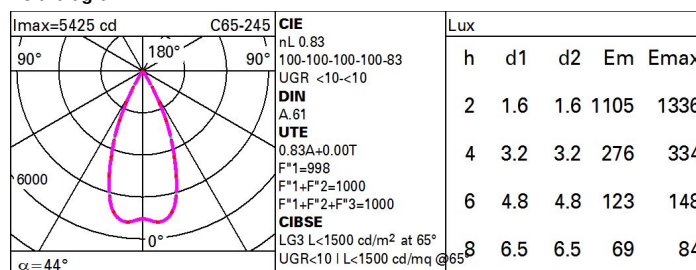 Imax=5425 cd C65-245
90° 180° 90°
6000
0°
α=44°
CIE
nL 0.83
100-100-100-100-83
UGR <10-<10
DIN
A.61
UTE
0.83A+0.00T
F"1=998
F"1+F"2=1000
F"1+F"2+F"3=1000
CIBSE
LG3 L<1500 cd/m² at 65°
UGR<10 | L<1500 cd/mq @65°
Lux
h d1 d2 Em Emax
2 1.6 1.6 1105 1336
4 3.2 3.2 276 334
6 4.8 4.8 123 148
8 6.5 6.5 69 84